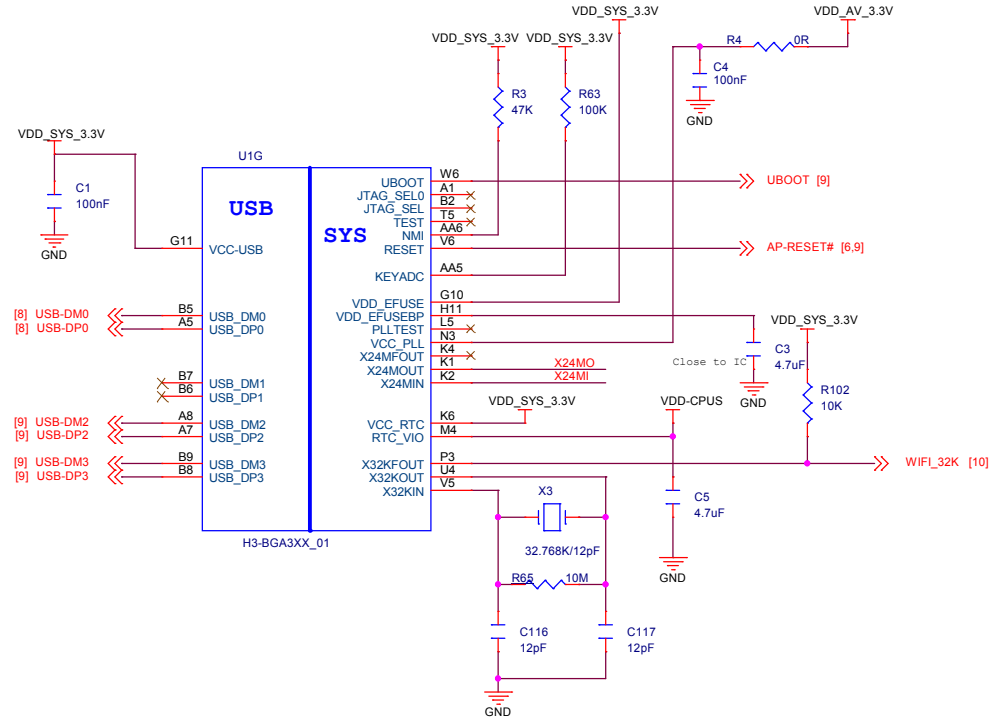 VDD_SYS_3.3V
VDD_AV_3.3V
VDD_SYS_3.3V
VDD_SYS_3.3V
R4
0R
C4
100nF
GND
R3
47K
R63
100K
VDD_SYS_3.3V
C1
100nF
GND
U1G
USB
SYS
G11
VCC-USB
[8] USB-DM0
B5
USB_DM0
[8] USB-DP0
A5
USB_DP0
B7
USB_DM1
B6
USB_DP1
[9] USB-DM2
A8
USB_DM2
[9] USB-DP2
A7
USB_DP2
[9] USB-DM3
B9
USB_DM3
[9] USB-DP3
B8
USB_DP3
H3-BGA3XX_01
UBOOT
W6
UBOOT [9]
JTAG_SEL0
A1
JTAG_SEL
B2
TEST
T5
NMI
AA6
RESET
V6
AP-RESET# [6,9]
KEYADC
AA5
VDD_EFUSE
G10
VDD_EFUSEBP
H11
PLLTEST
L5
VCC_PLL
N3
X24MFOUT
K4
X24MOUT
K1
X24MO
X24MIN
K2
X24MI
VCC_RTC
K6
VDD_SYS_3.3V
RTC_VIO
M4
VDD-CPUS
X32KFOUT
P3
WIFI_32K [10]
X32KOUT
U4
X32KIN
V5
Close to IC
C3
4.7uF
GND
VDD_SYS_3.3V
R102
10K
C5
4.7uF
GND
X3
32.768K/12pF
R65
10M
C116
12pF
C117
12pF
GND